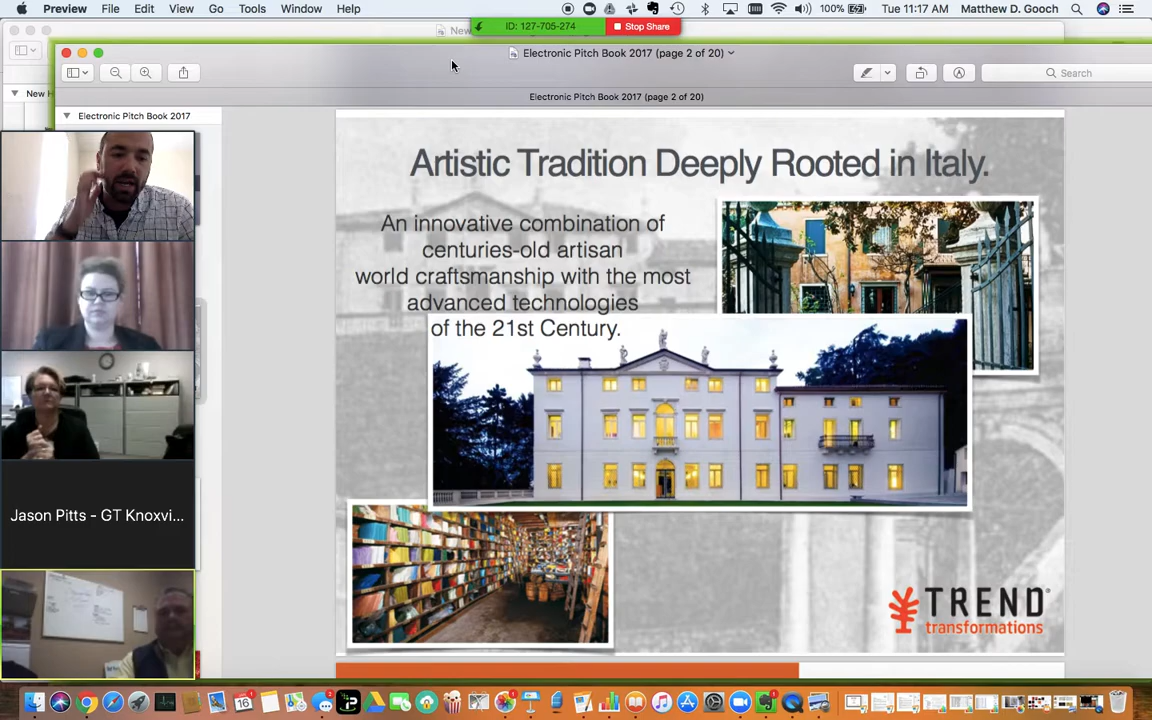 Preview File Edit View Go Tools Window Help
100% Tue 11:17 AM Matthew D. Gooch
ID: 127-705-274 Stop Share
New
Electronic Pitch Book 2017 (page 2 of 20)
Search
New H
Electronic Pitch Book 2017 (page 2 of 20)
Electronic Pitch Book 2017
Artistic Tradition Deeply Rooted in Italy.
An innovative combination of
centuries-old artisan
world craftsmanship with the most
advanced technologies
of the 21st Century.
Jason Pitts - GT Knoxvi...
TREND
transformations
16